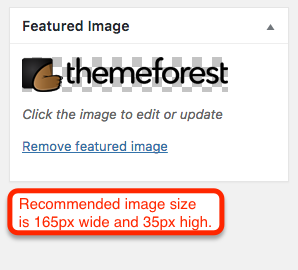 Featured Image
themeforest
Click the image to edit or update
Remove featured image
Recommended image size
is 165px wide and 35px high.